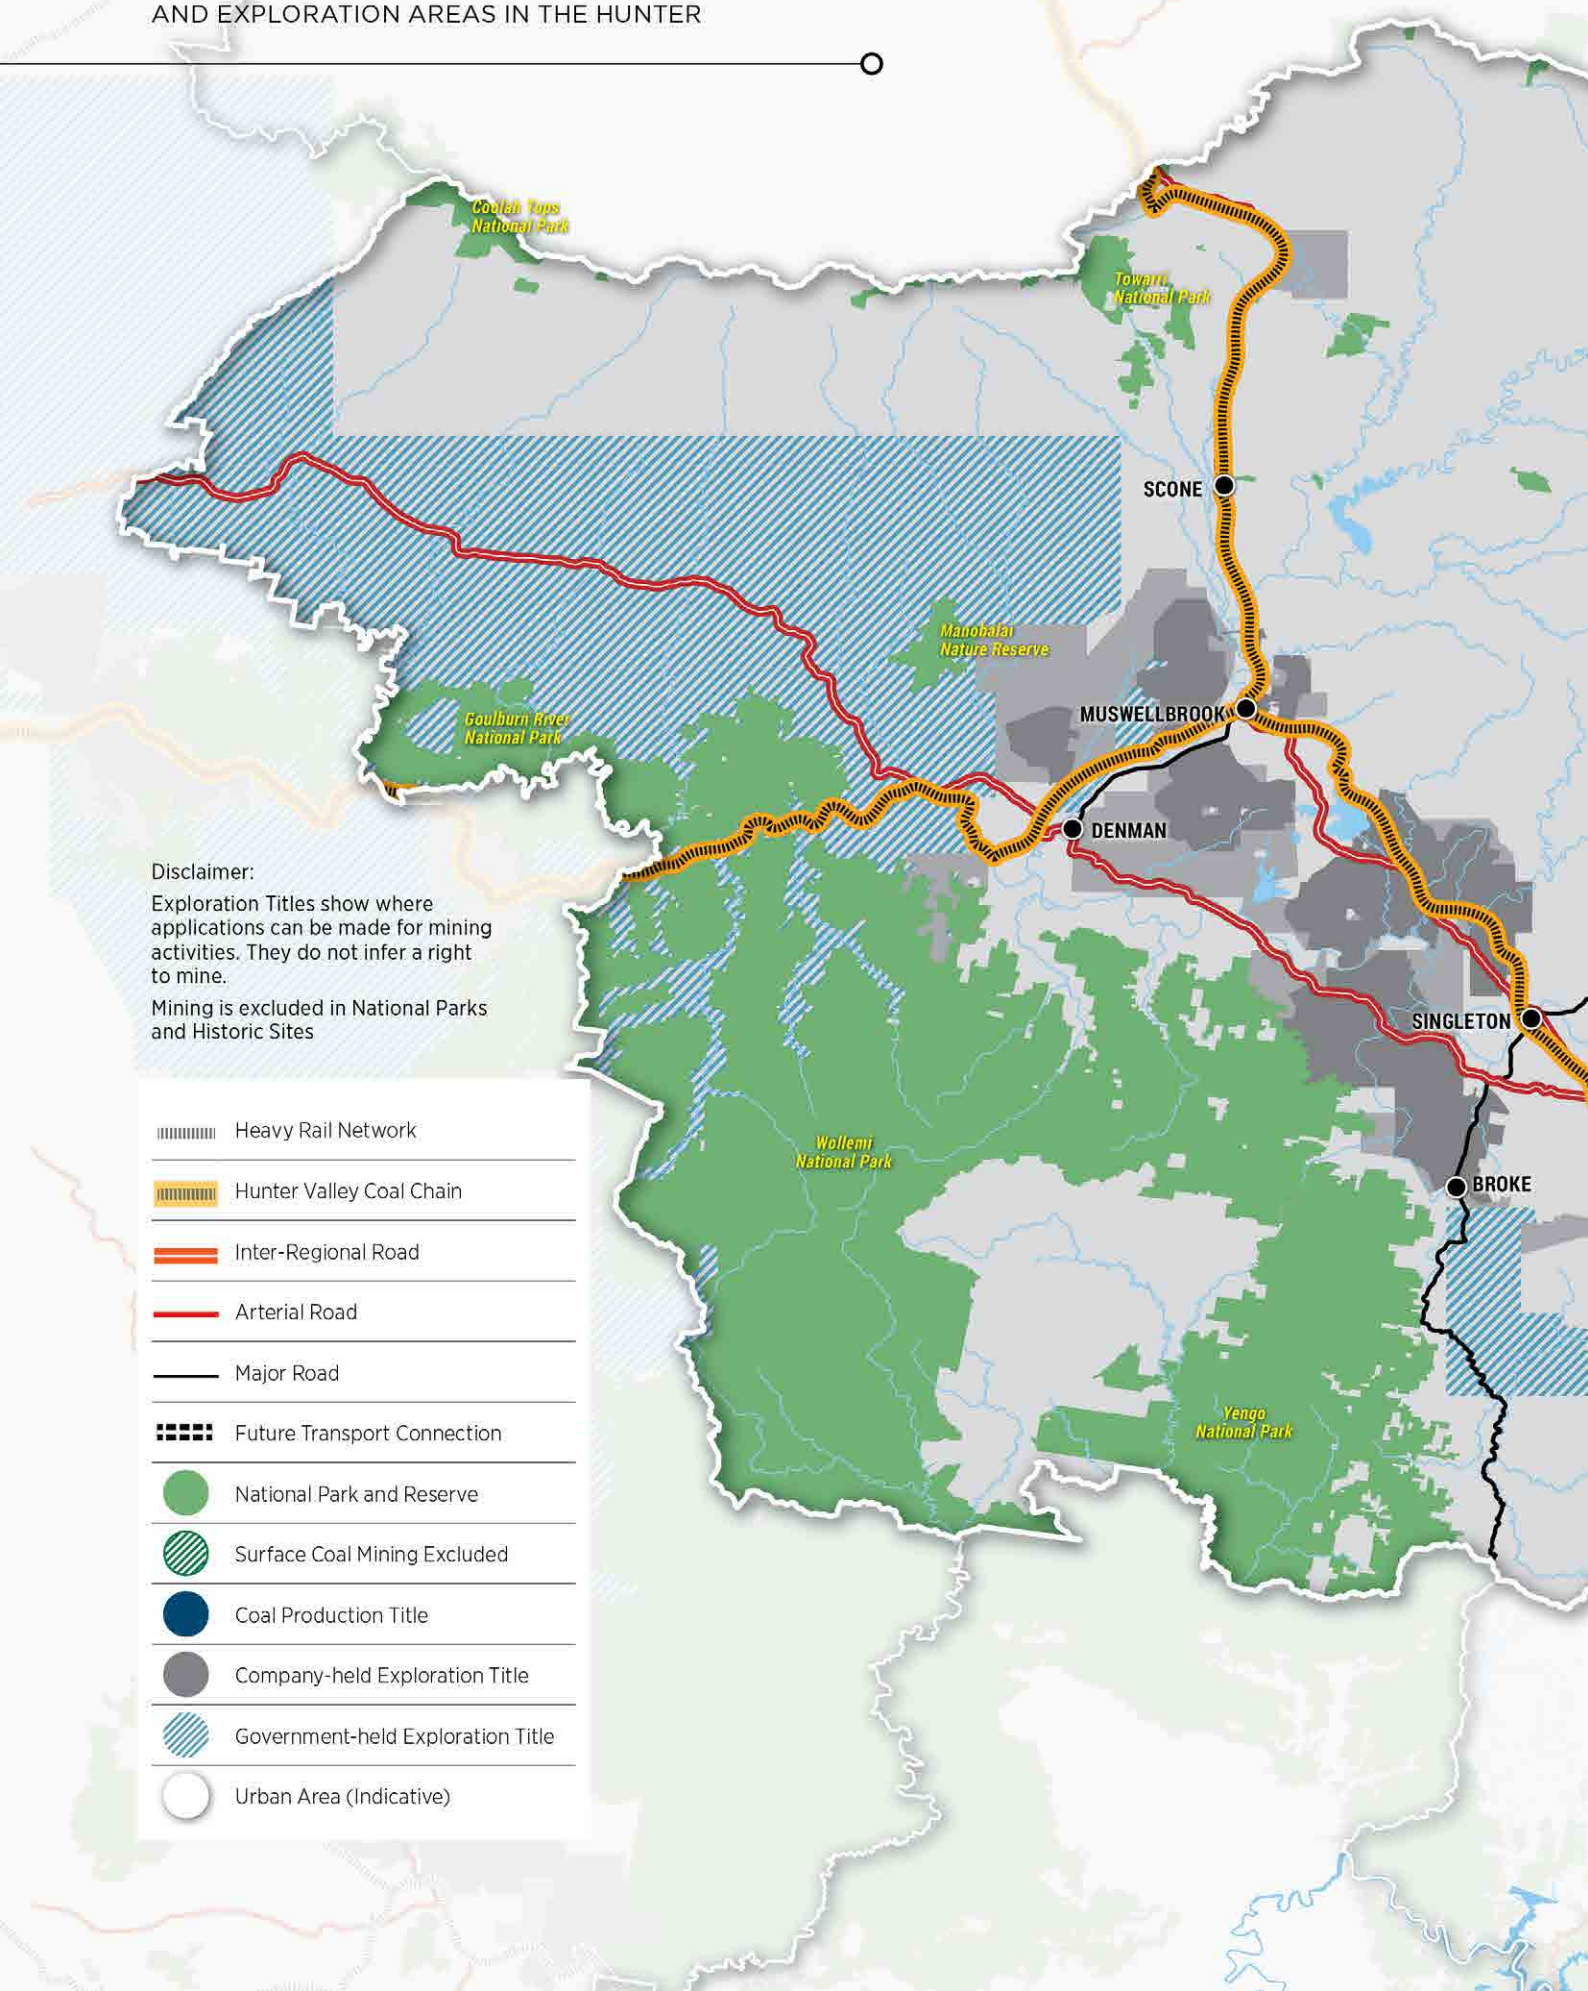 AND EXPLORATION AREAS IN THE HUNTER
Coolah Tops
National Park
Towarri
National Park
SCONE
Manobalai
Nature Reserve
MUSWELLBROOK
Goulburn River
National Park
DENMAN
Disclaimer:
Exploration Titles show where
applications can be made for mining
activities. They do not infer a right
to mine.
Mining is excluded in National Parks
and Historic Sites
SINGLETON
Wollemi
National Park
BROKE
Yengo
National Park
Heavy Rail Network
Hunter Valley Coal Chain
Inter-Regional Road
Arterial Road
Major Road
Future Transport Connection
National Park and Reserve
Surface Coal Mining Excluded
Coal Production Title
Company-held Exploration Title
Government-held Exploration Title
Urban Area (Indicative)